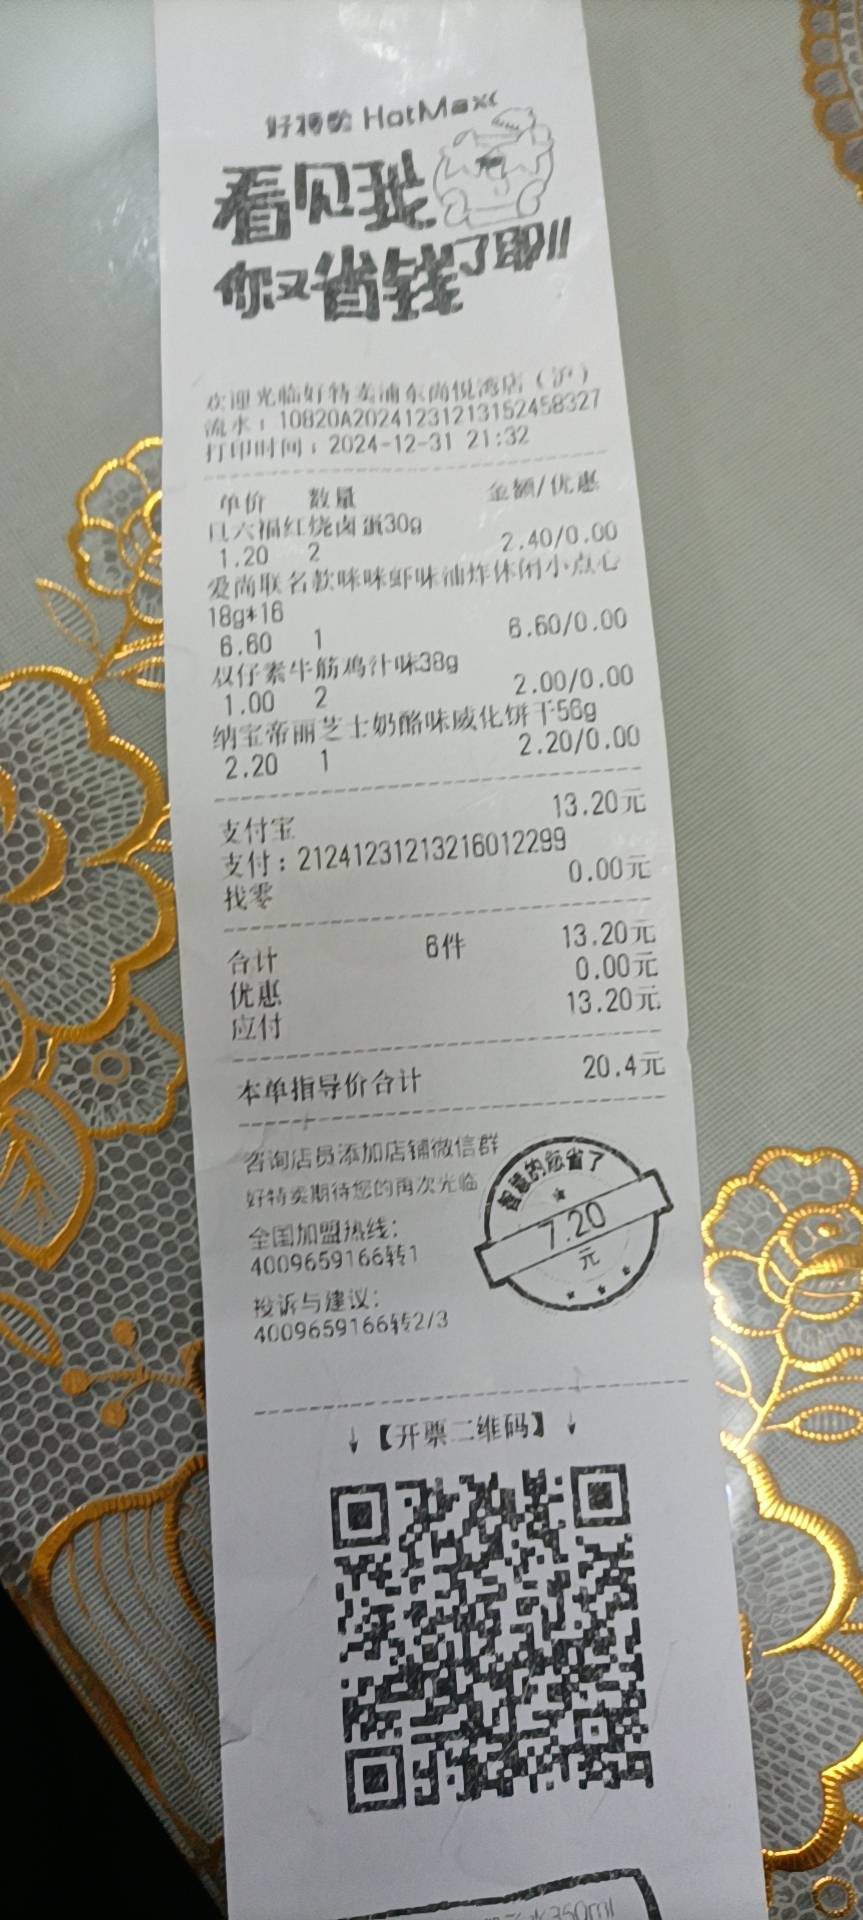 好特卖 HotMaxx
看见我
你又省钱了耶!!
欢迎光临好特卖浦东尚悦湾店(沪)
流水:10820A20241231213152458327
打印时间:2024-12-31 21:32
单价 数量 金额/优惠
只六福红烧卤蛋30g
1.20 2 2.40/0.00
爱尚联名款咪咪虾味油炸休闲小点心
18g*16
6.60 1 6.60/0.00
双仔素牛筋鸡汁味38g
1.00 2 2.00/0.00
纳宝帝丽芝士奶酪味威化饼干56g
2.20 1 2.20/0.00
支付宝 13.20元
支付:21241231213216012299
找零 0.00元
合计 6件 13.20元
优惠 0.00元
应付 13.20元
本单指导价合计 20.4元
咨询店员添加店铺微信群
好特卖期待您的再次光临
全国加盟热线:
4009659166转1
投诉与建议:
4009659166转2/3
智慧的您省了
7.20
元
↓【开票二维码】↓
350ml